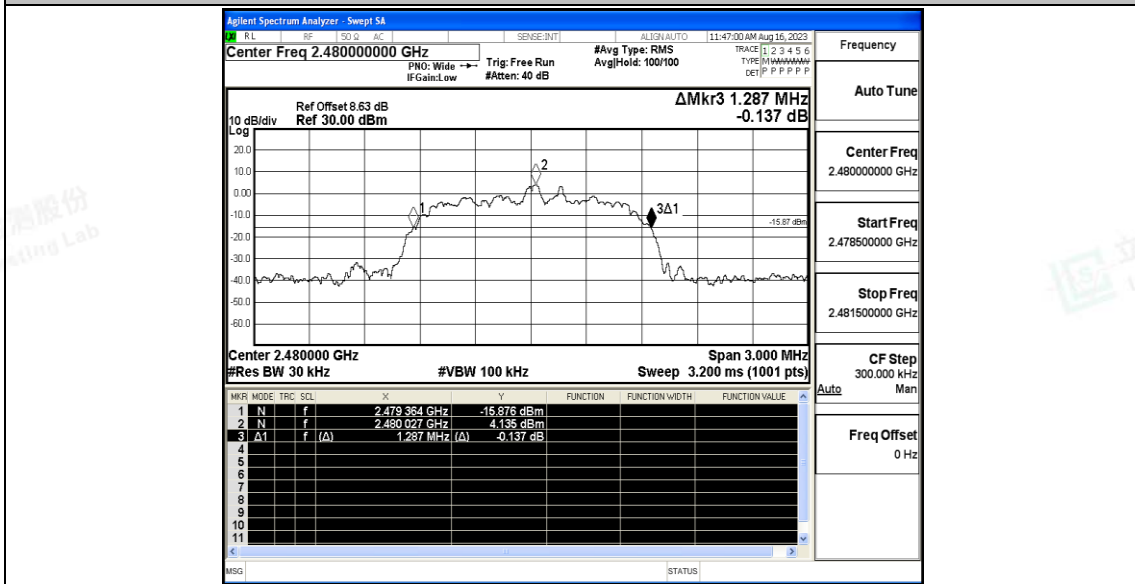 Agilent Spectrum Analyzer - Swept SA
RL RF 50 Ω AC SENSE:INT ALIGN AUTO 11:47:00 AM Aug 16, 2023
Center Freq 2.480000000 GHz
PNO: Wide
IFGain:Low
Trig: Free Run
#Atten: 40 dB
#Avg Type: RMS
Avg|Hold: 100/100
TRACE 1 2 3 4 5 6
TYPE M
DET P P P P P P
Frequency
Auto Tune
Ref Offset 8.63 dB
10 dB/div Ref 30.00 dBm
Log
ΔMkr3 1.287 MHz
-0.137 dB
20.0
10.0
0.00
-10.0
-20.0
-30.0
-40.0
-50.0
-60.0
1
2
3Δ1
-15.87 dBm
Center Freq
2.480000000 GHz
Start Freq
2.478500000 GHz
Stop Freq
2.481500000 GHz
CF Step
300.000 kHz
Auto Man
Freq Offset
0 Hz
Center 2.480000 GHz Span 3.000 MHz
#Res BW 30 kHz #VBW 100 kHz Sweep 3.200 ms (1001 pts)
MKR MODE TRC SCL X Y FUNCTION FUNCTION WIDTH FUNCTION VALUE
1 N f 2.479 364 GHz -15.876 dBm
2 N f 2.480 027 GHz 4.135 dBm
3 Δ1 f (Δ) 1.287 MHz (Δ) -0.137 dB
4
5
6
7
8
9
10
11
MSG STATUS
股份
sting Lab
立